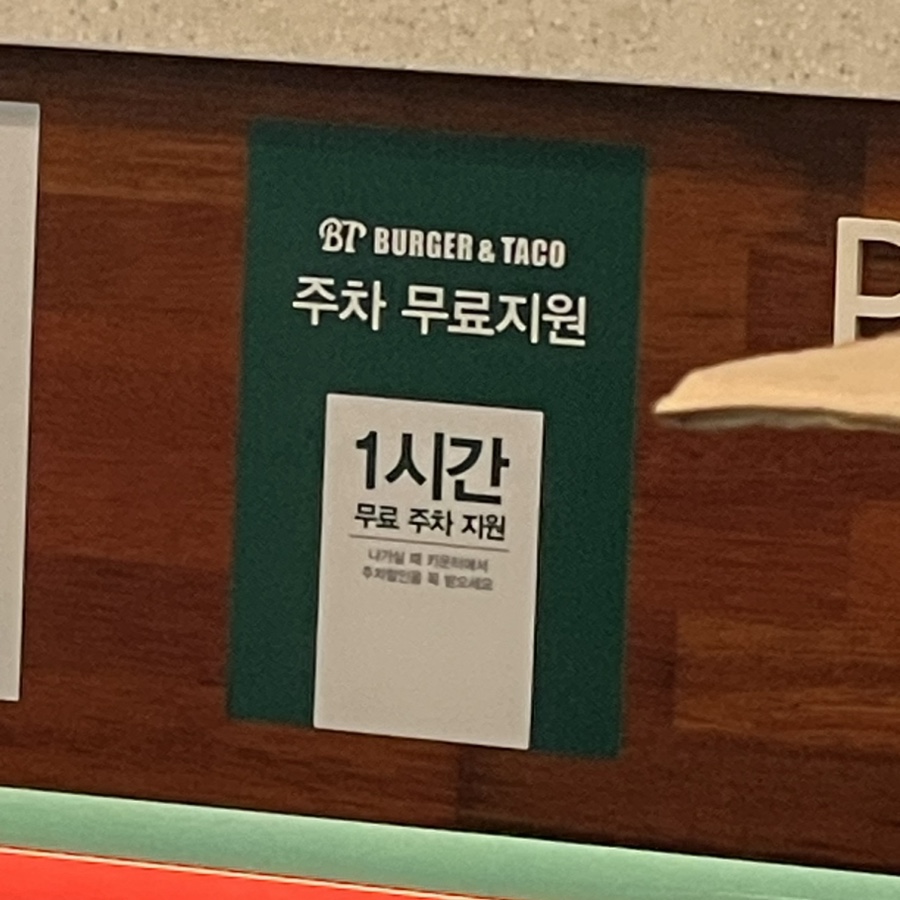 BT BURGER & TACO
주차 무료지원
1시간
무료 주차 지원
나가실 때 카운터에서
주차할인을 꼭 받으세요
P